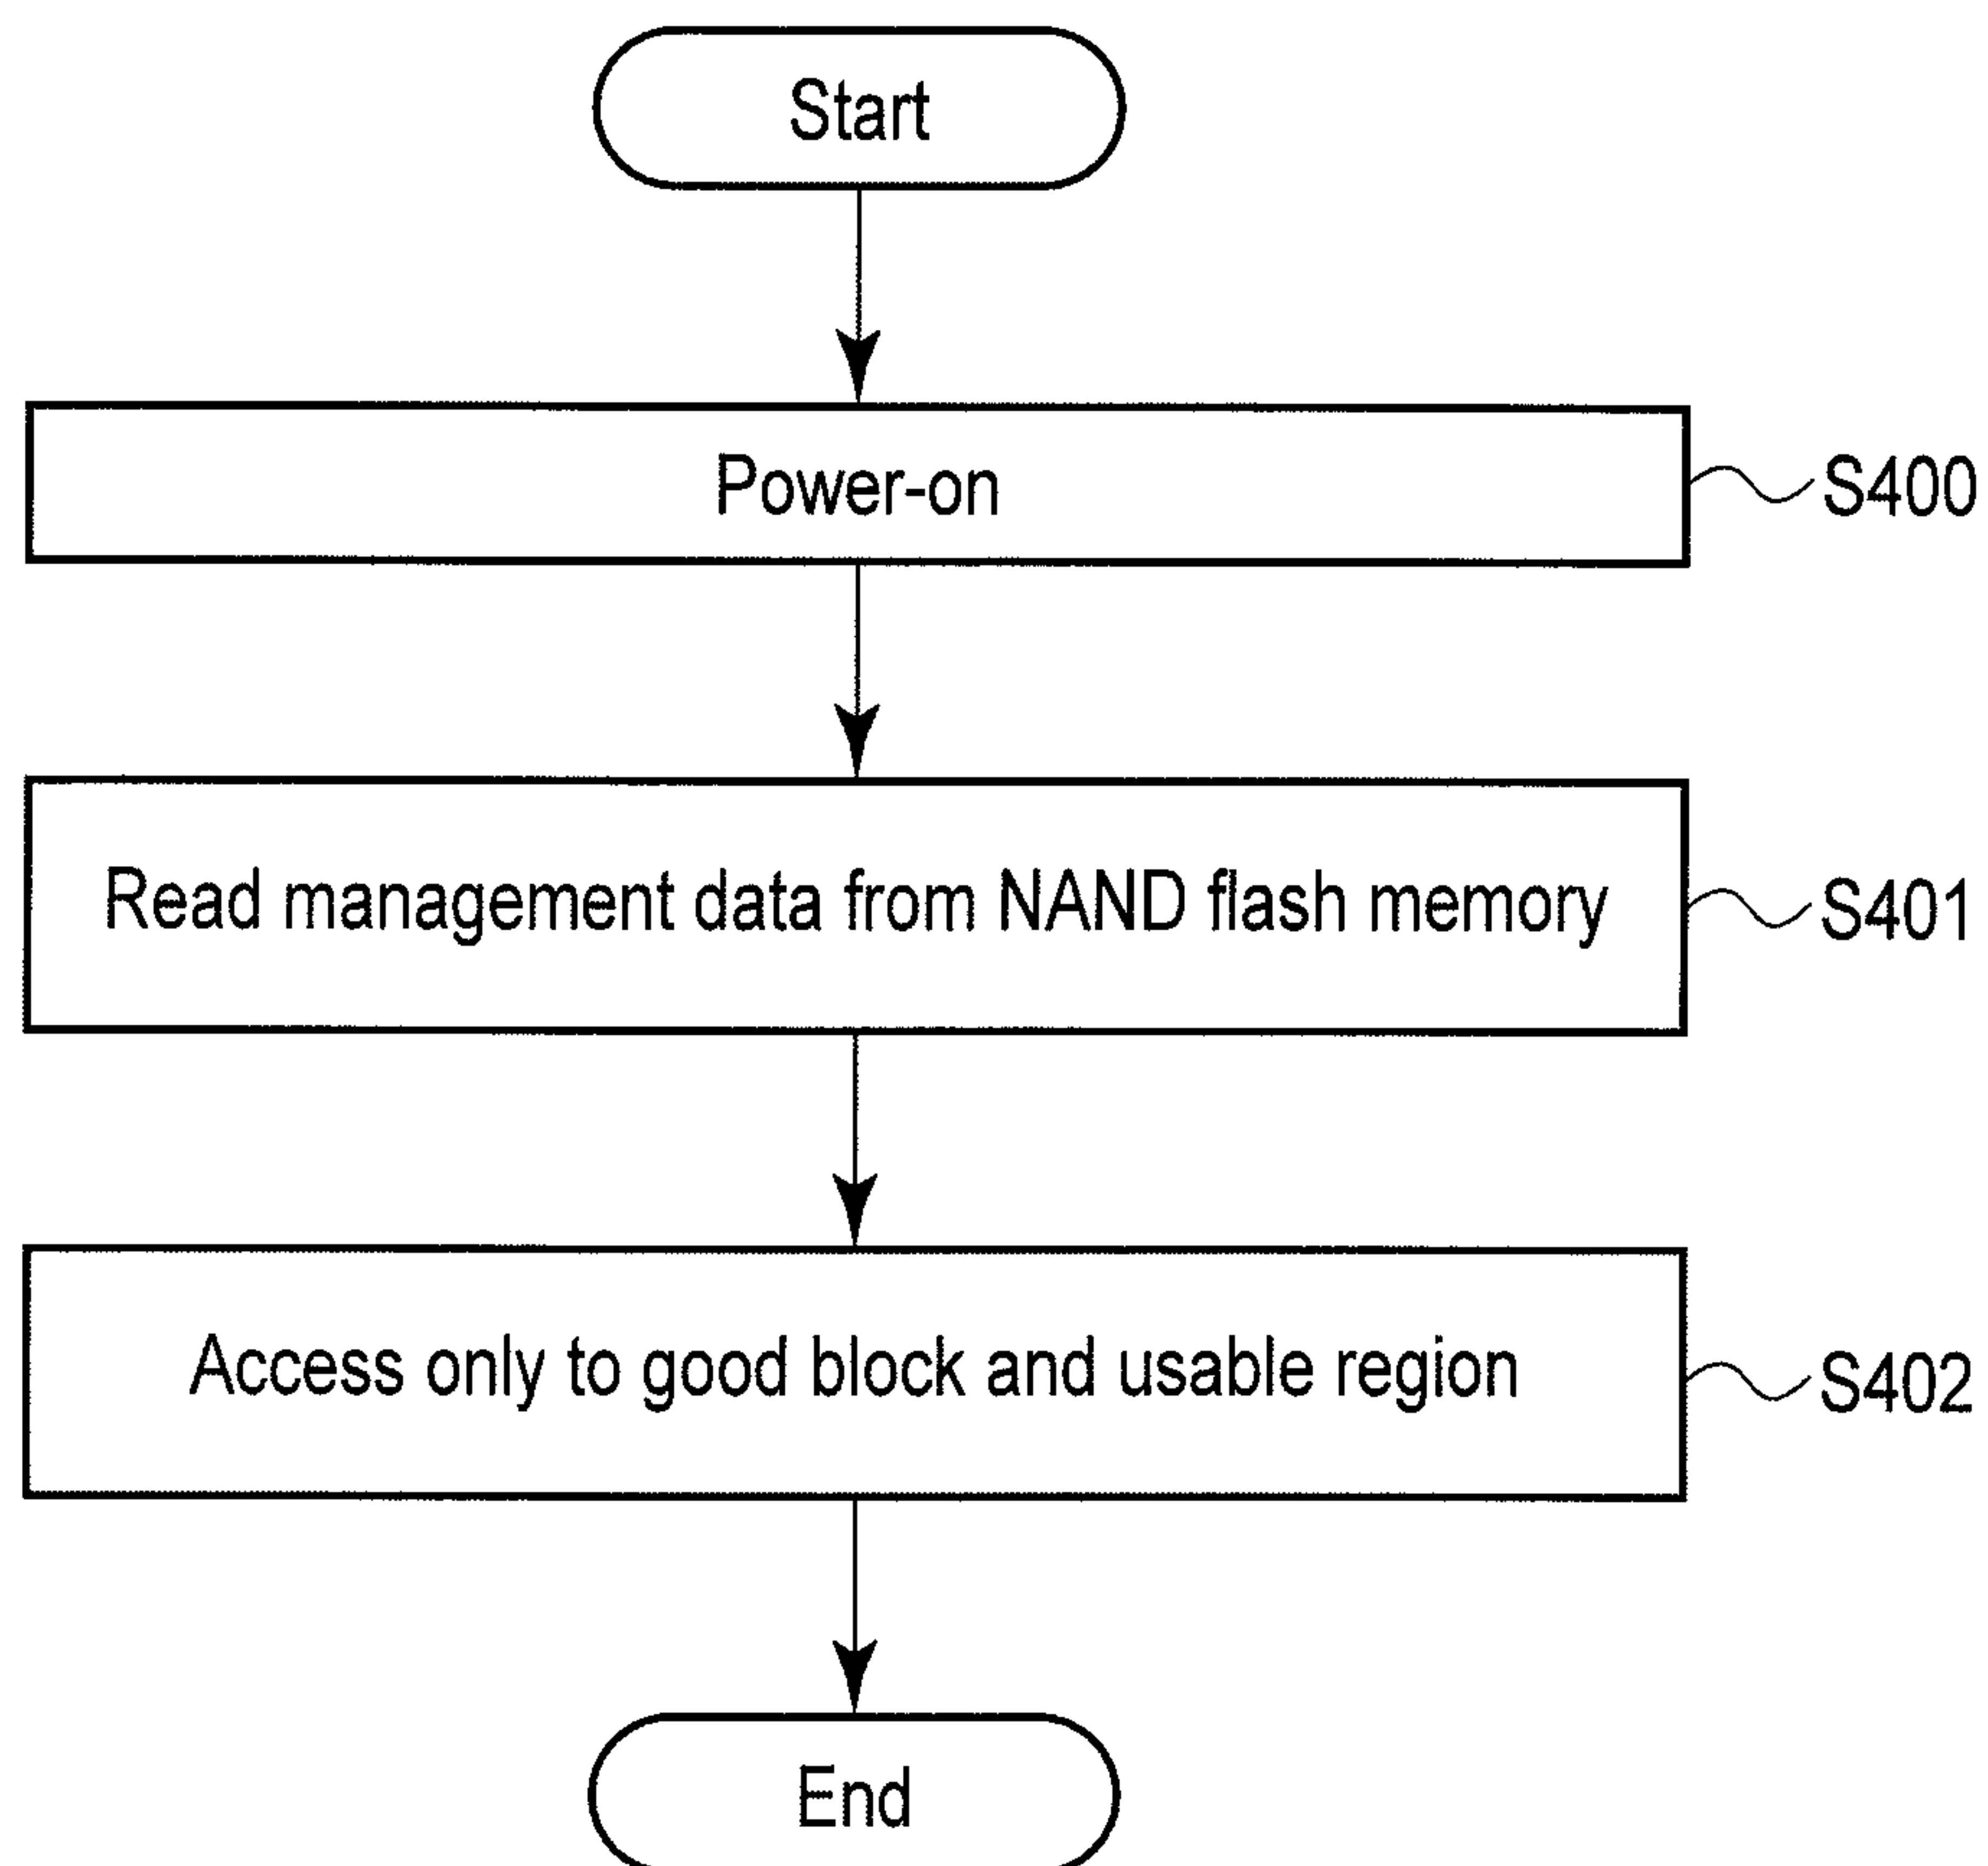 Start
Power-on
S400
Read management data from NAND flash memory
S401
Access only to good block and usable region
S402
End